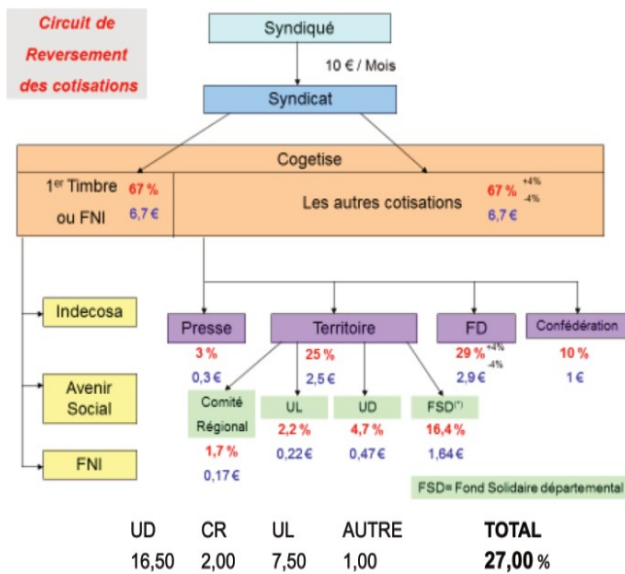 Circuit de
Reversement
des cotisations
Syndiqué
10 € / Mois
Syndicat
Cogetise
1er Timbre 67 %
ou FNI 6,7 €
Les autres cotisations 67 % +4% -4%
6,7 €
Indecosa
Avenir
Social
FNI
Presse Territoire FD Confédération
3 % 25 % 29 % +4% -4% 10 %
0,3 € 2,5 € 2,9 € 1 €
Comité
Régional
1,7 %
0,17 €
UL
2,2 %
0,22 €
UD
4,7 %
0,47 €
FSD(*)
16,4 %
1,64 €
FSD= Fond Solidaire départemental
UD CR UL AUTRE TOTAL
16,50 2,00 7,50 1,00 27,00 %